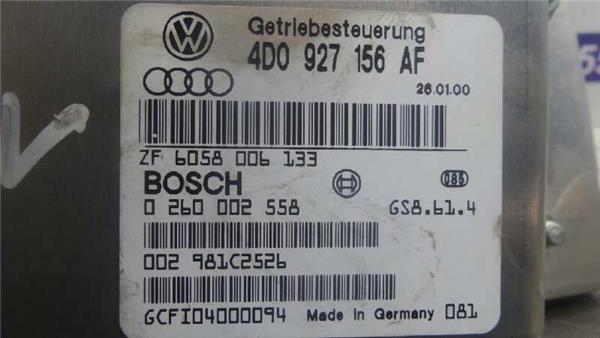 Getriebesteuerung
4D0 927 156 AF
26.01.00
ZF 6058 006 133
BOSCH
085
0 260 002 558 GS8.61.4
002 981C2526
GCFI04000094 Made in Germany 081